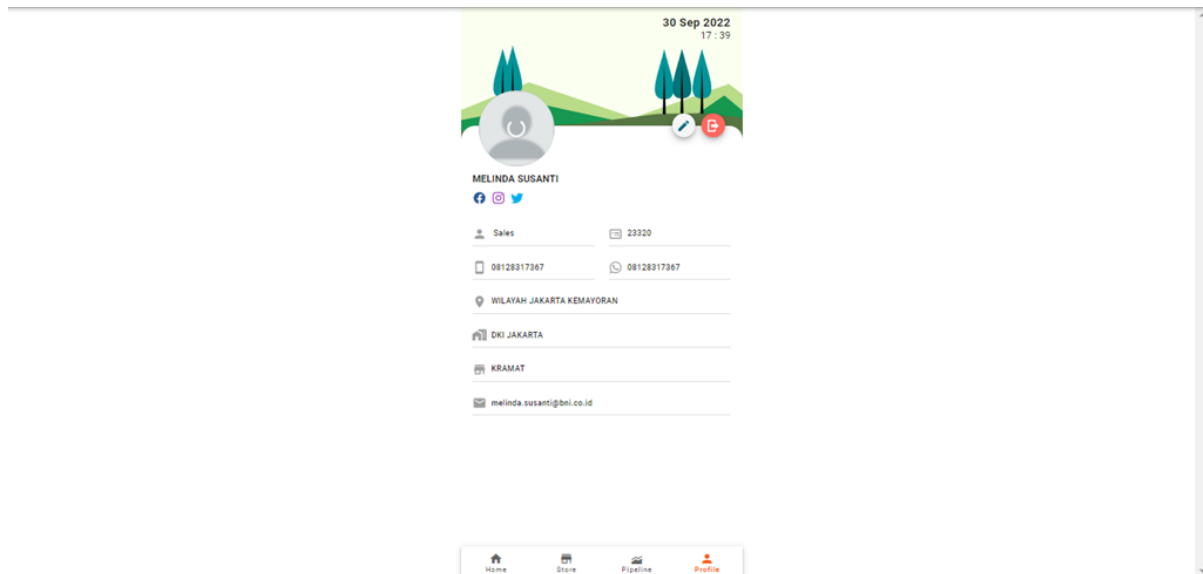 30 Sep 2022
17 : 39
MELINDA SUSANTI
Sales
23320
08128317367
08128317367
WILAYAH JAKARTA KEMAYORAN
DKI JAKARTA
KRAMAT
melinda.susanti@bni.co.id
Home
Store
Pipeline
Profile